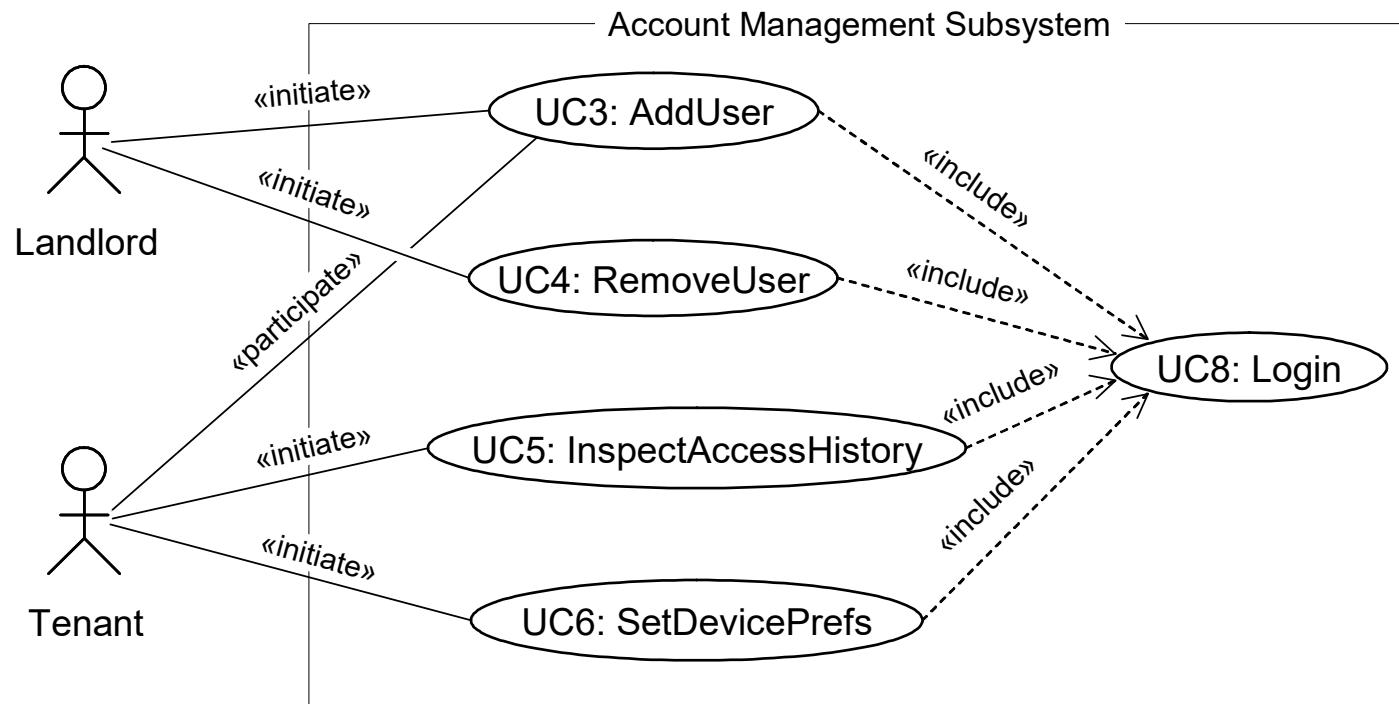 Account Management Subsystem
«initiate»
UC3: AddUser
«include»
«initiate»
Landlord
UC4: RemoveUser
«include»
«participate»
UC8: Login
«include»
«initiate»
UC5: InspectAccessHistory
«include»
«initiate»
Tenant
UC6: SetDevicePrefs